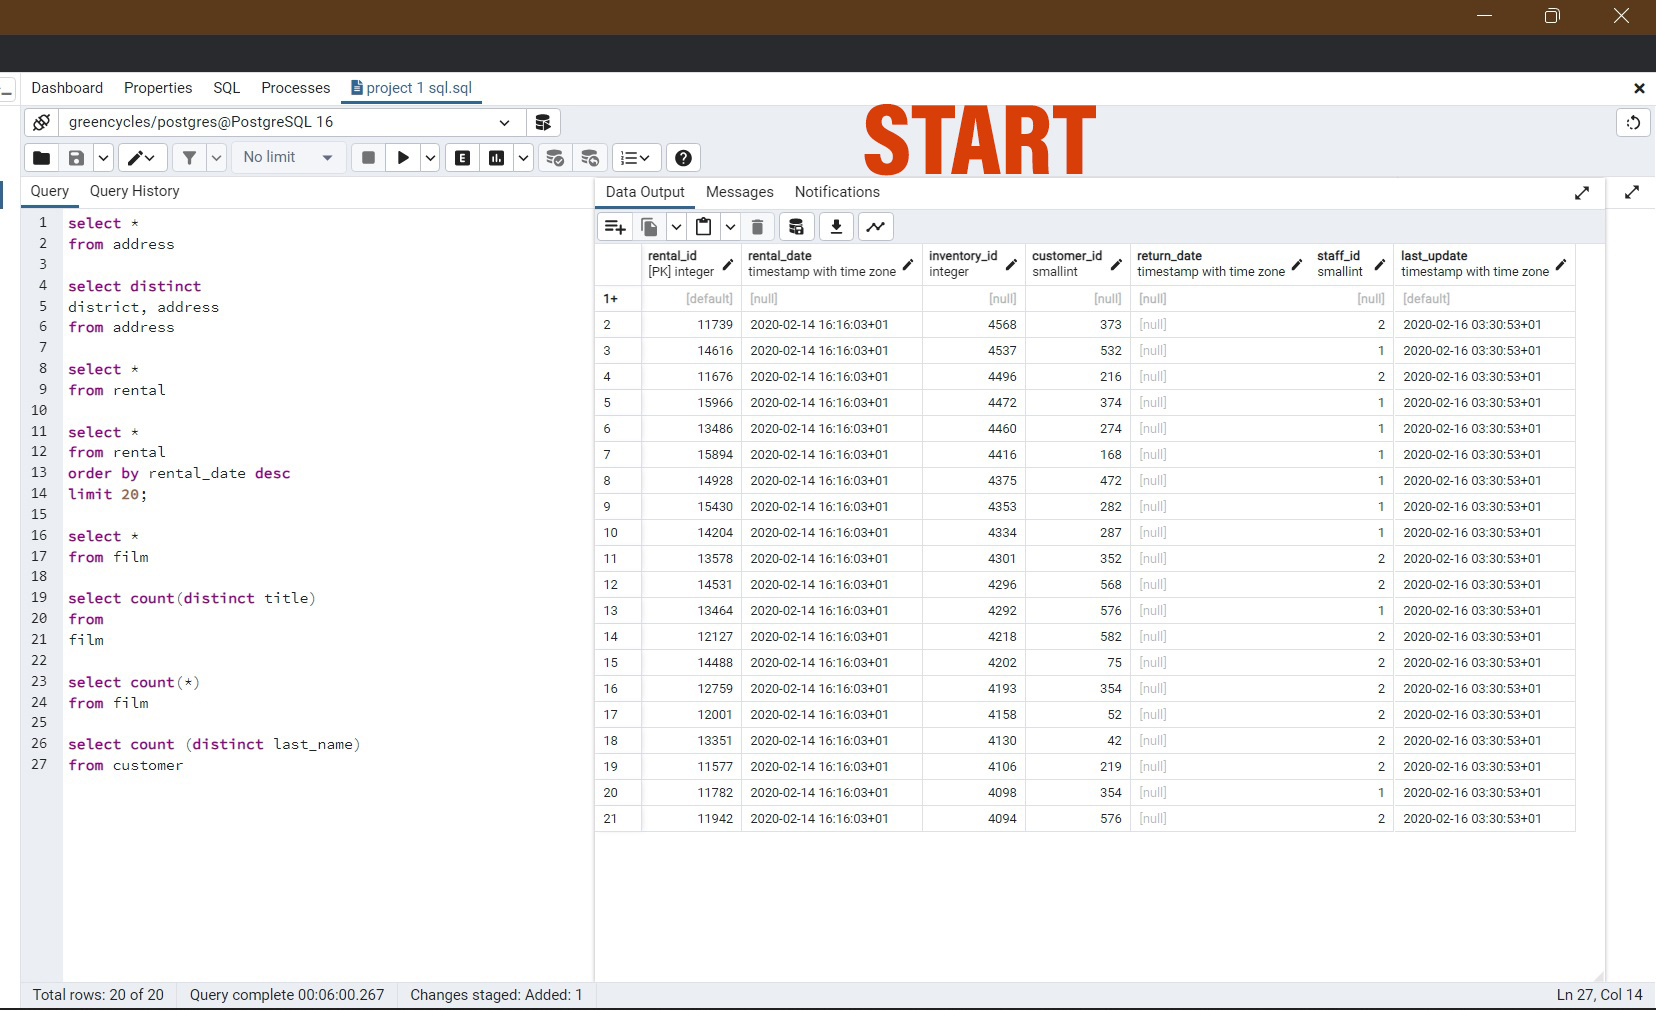 Dashboard Properties SQL Processes project 1 sql.sql
greencycles/postgres@PostgreSQL 16
START
No limit E
Query Query History
1 select *
2 from address
3
4 select distinct
5 district, address
6 from address
7
8 select *
9 from rental
10
11 select *
12 from rental
13 order by rental_date desc
14 limit 20;
15
16 select *
17 from film
18
19 select count(distinct title)
20 from
21 film
22
23 select count(*)
24 from film
25
26 select count (distinct last_name)
27 from customer
Data Output Messages Notifications
rental_id rental_date inventory_id customer_id return_date staff_id last_update
[PK] integer timestamp with time zone integer smallint timestamp with time zone smallint timestamp with time zone
1+ [default] [null] [null] [null] [null] [null] [default]
2 11739 2020-02-14 16:16:03+01 4568 373 [null] 2 2020-02-16 03:30:53+01
3 14616 2020-02-14 16:16:03+01 4537 532 [null] 1 2020-02-16 03:30:53+01
4 11676 2020-02-14 16:16:03+01 4496 216 [null] 2 2020-02-16 03:30:53+01
5 15966 2020-02-14 16:16:03+01 4472 374 [null] 1 2020-02-16 03:30:53+01
6 13486 2020-02-14 16:16:03+01 4460 274 [null] 1 2020-02-16 03:30:53+01
7 15894 2020-02-14 16:16:03+01 4416 168 [null] 1 2020-02-16 03:30:53+01
8 14928 2020-02-14 16:16:03+01 4375 472 [null] 1 2020-02-16 03:30:53+01
9 15430 2020-02-14 16:16:03+01 4353 282 [null] 1 2020-02-16 03:30:53+01
10 14204 2020-02-14 16:16:03+01 4334 287 [null] 1 2020-02-16 03:30:53+01
11 13578 2020-02-14 16:16:03+01 4301 352 [null] 2 2020-02-16 03:30:53+01
12 14531 2020-02-14 16:16:03+01 4296 568 [null] 2 2020-02-16 03:30:53+01
13 13464 2020-02-14 16:16:03+01 4292 576 [null] 1 2020-02-16 03:30:53+01
14 12127 2020-02-14 16:16:03+01 4218 582 [null] 2 2020-02-16 03:30:53+01
15 14488 2020-02-14 16:16:03+01 4202 75 [null] 2 2020-02-16 03:30:53+01
16 12759 2020-02-14 16:16:03+01 4193 354 [null] 2 2020-02-16 03:30:53+01
17 12001 2020-02-14 16:16:03+01 4158 52 [null] 2 2020-02-16 03:30:53+01
18 13351 2020-02-14 16:16:03+01 4130 42 [null] 2 2020-02-16 03:30:53+01
19 11577 2020-02-14 16:16:03+01 4106 219 [null] 2 2020-02-16 03:30:53+01
20 11782 2020-02-14 16:16:03+01 4098 354 [null] 1 2020-02-16 03:30:53+01
21 11942 2020-02-14 16:16:03+01 4094 576 [null] 2 2020-02-16 03:30:53+01
Total rows: 20 of 20 Query complete 00:06:00.267 Changes staged: Added: 1 Ln 27, Col 14